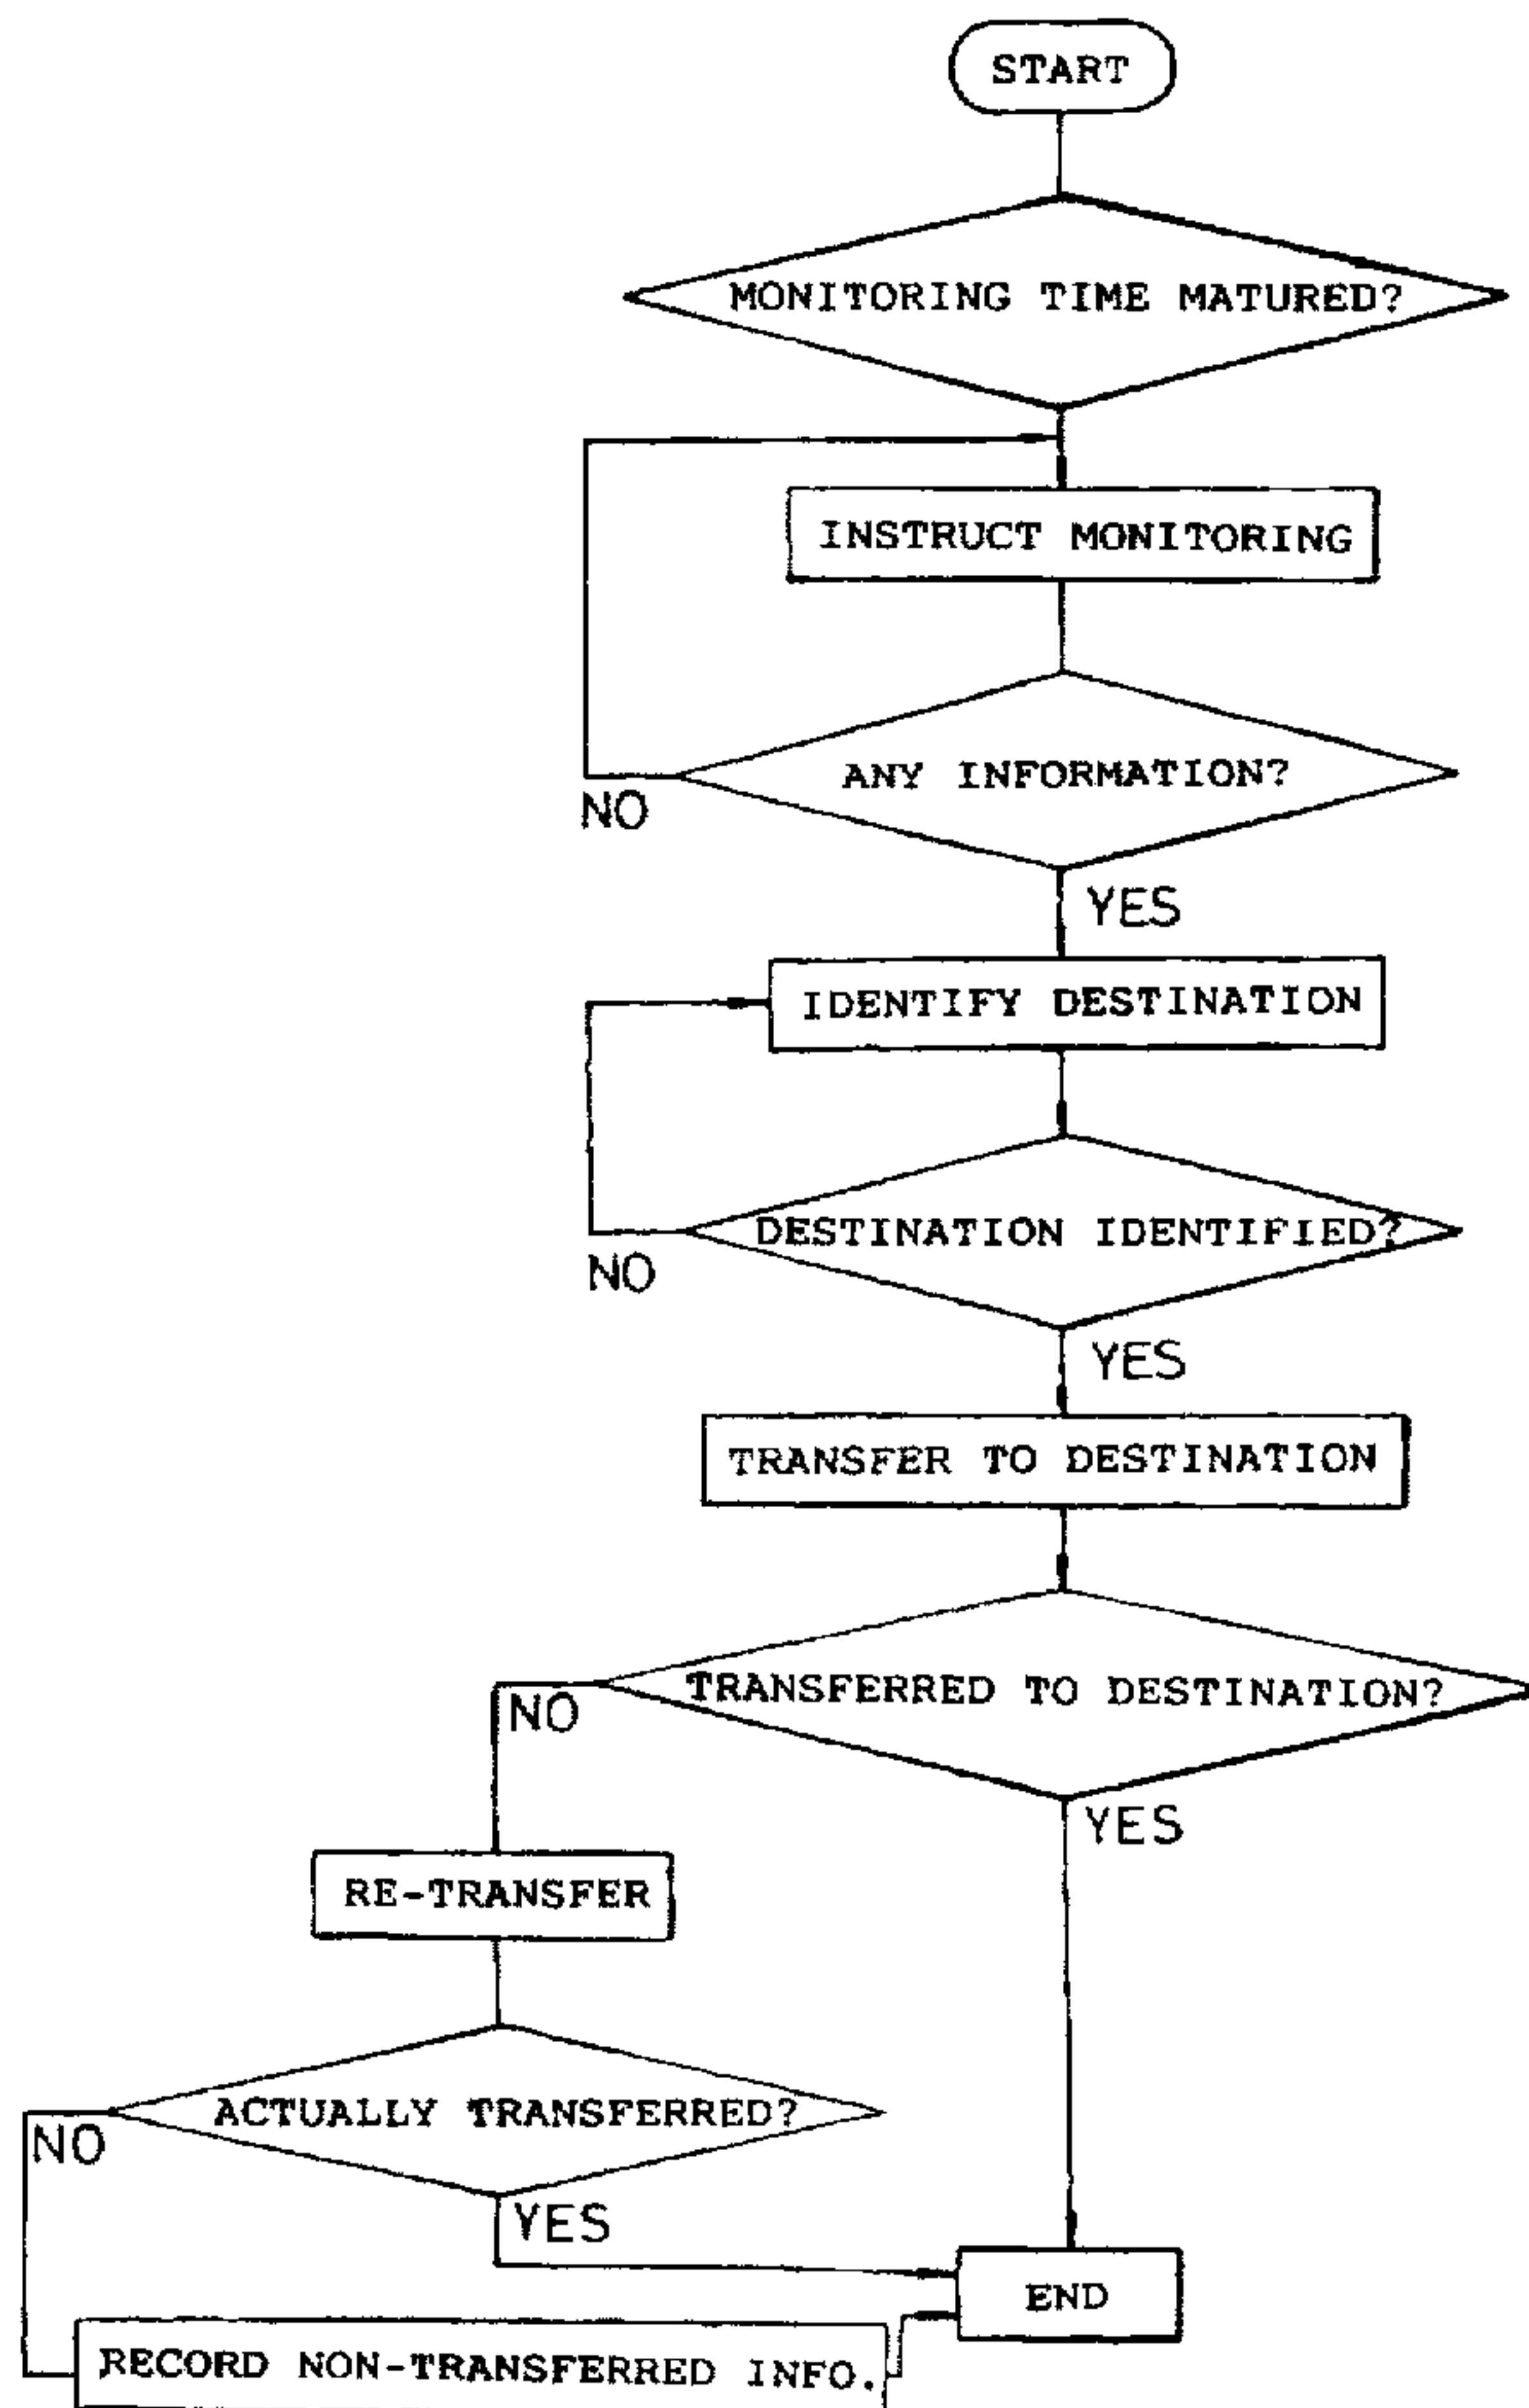 START
MONITORING TIME MATURED?
INSTRUCT MONITORING
ANY INFORMATION?
NO
YES
IDENTIFY DESTINATION
DESTINATION IDENTIFIED?
NO
YES
TRANSFER TO DESTINATION
TRANSFERRED TO DESTINATION?
NO
YES
RE-TRANSFER
ACTUALLY TRANSFERRED?
NO
YES
END
RECORD NON-TRANSFERRED INFO.